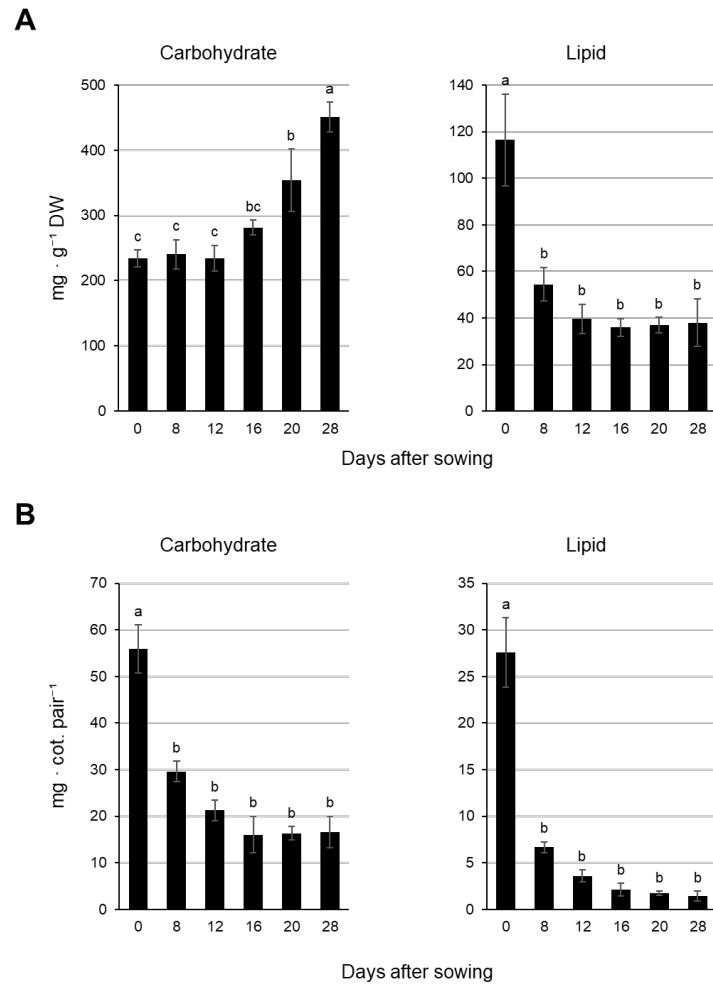 A
Carbohydrate
Lipid
mg · g⁻¹ DW
500
400
300
200
100
0
c
c
c
bc
b
a
0 8 12 16 20 28
140
120
100
80
60
40
20
0
a
b
b
b
b
b
0 8 12 16 20 28
Days after sowing
B
Carbohydrate
Lipid
mg · cot. pair⁻¹
70
60
50
40
30
20
10
0
a
b
b
b
b
b
0 8 12 16 20 28
35
30
25
20
15
10
5
0
a
b
b
b
b
b
0 8 12 16 20 28
Days after sowing